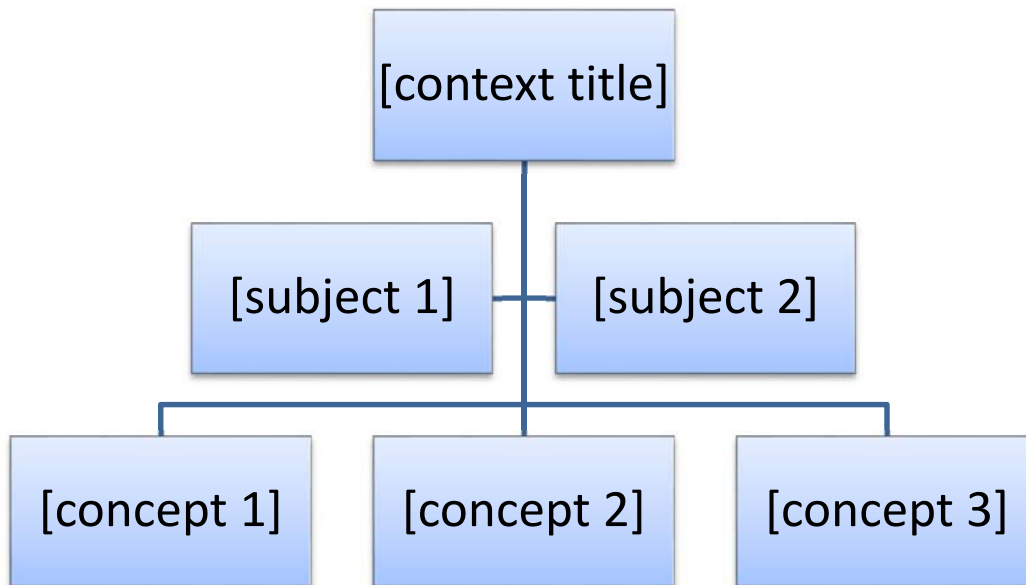 [context title]
[subject 1]
[subject 2]
[concept 1]
[concept 2]
[concept 3]